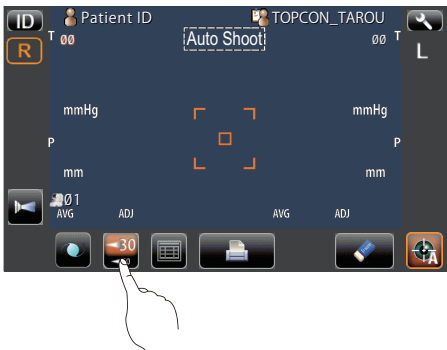 ID Patient ID TOPCON_TAROU
T 00 Auto Shoot 00 T
R L
mmHg mmHg
P P
mm mm
01
AVG ADJ AVG ADJ
30
A